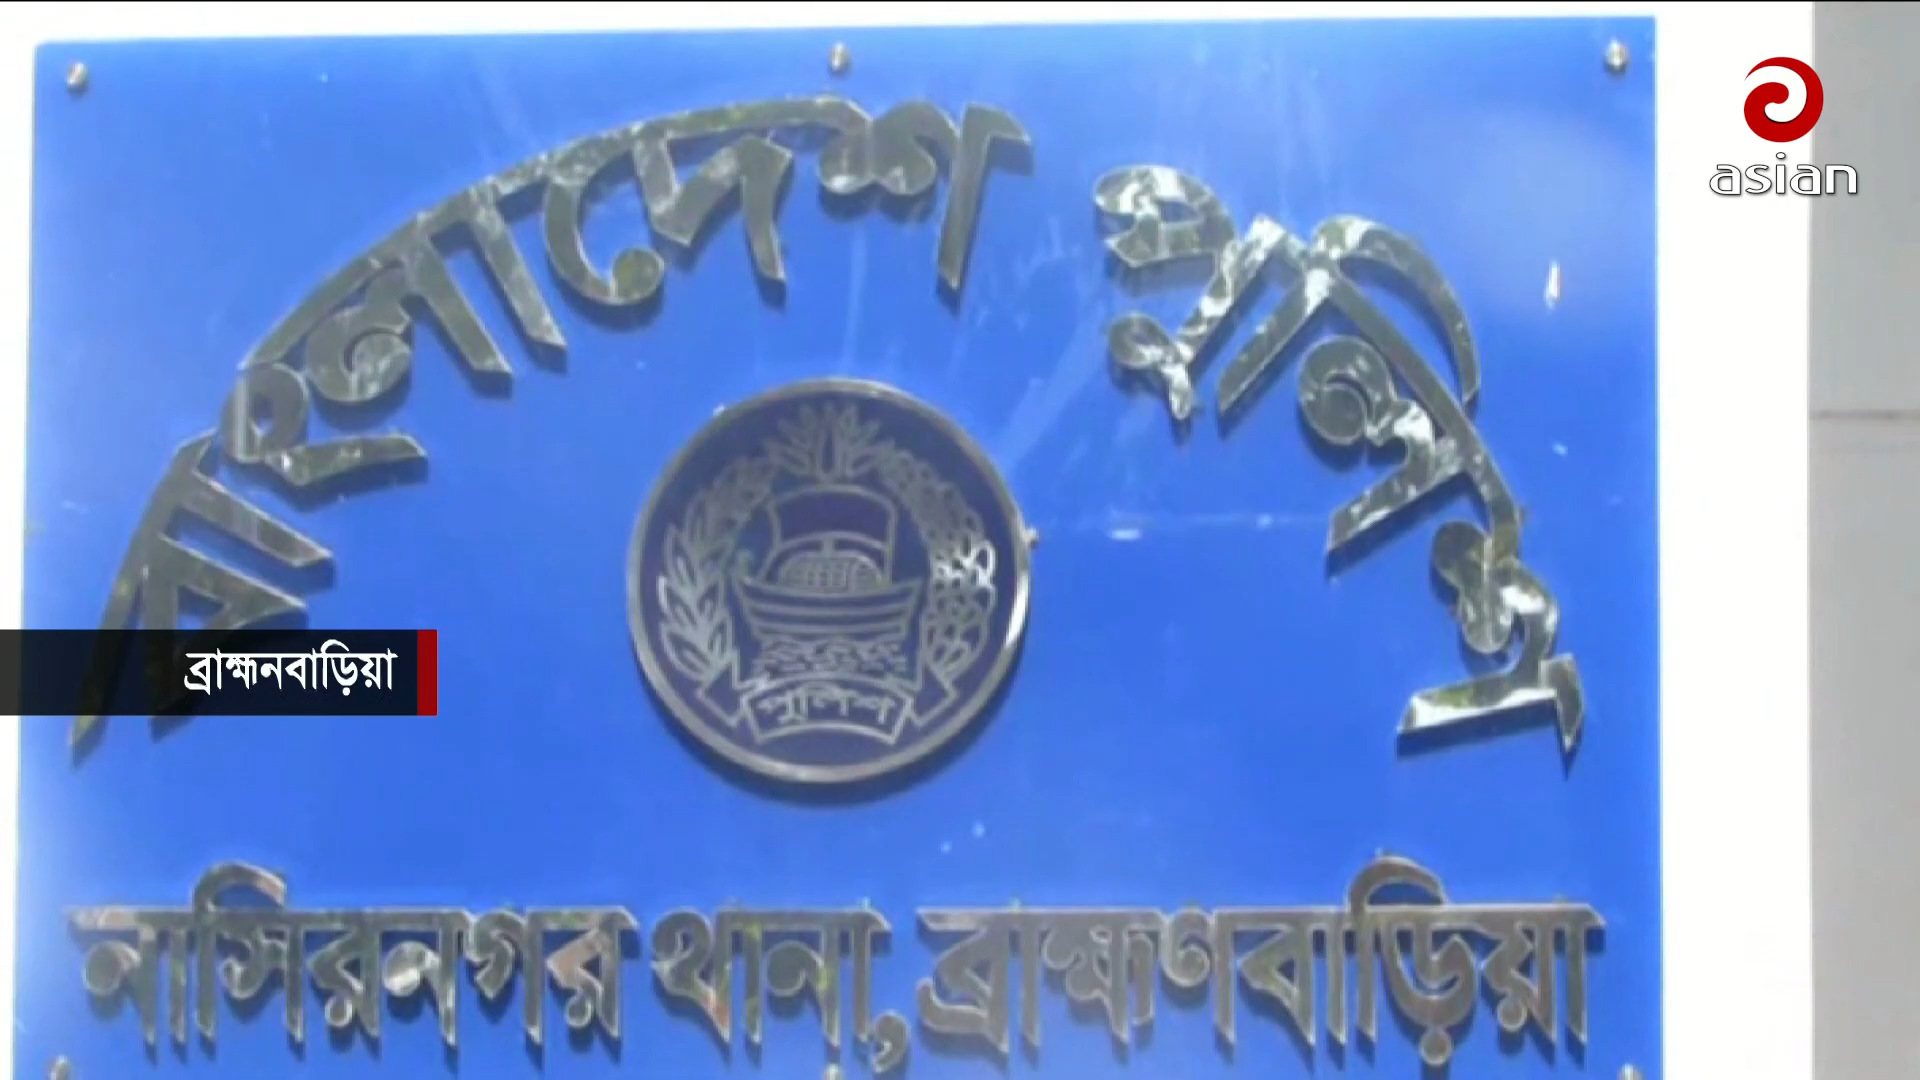 বাংলাদেশ পুলিশ
asian
পুলিশ
ব্রাহ্মনবাড়িয়া
নাসিরনগর থানা, ব্রাহ্মণবাড়িয়া